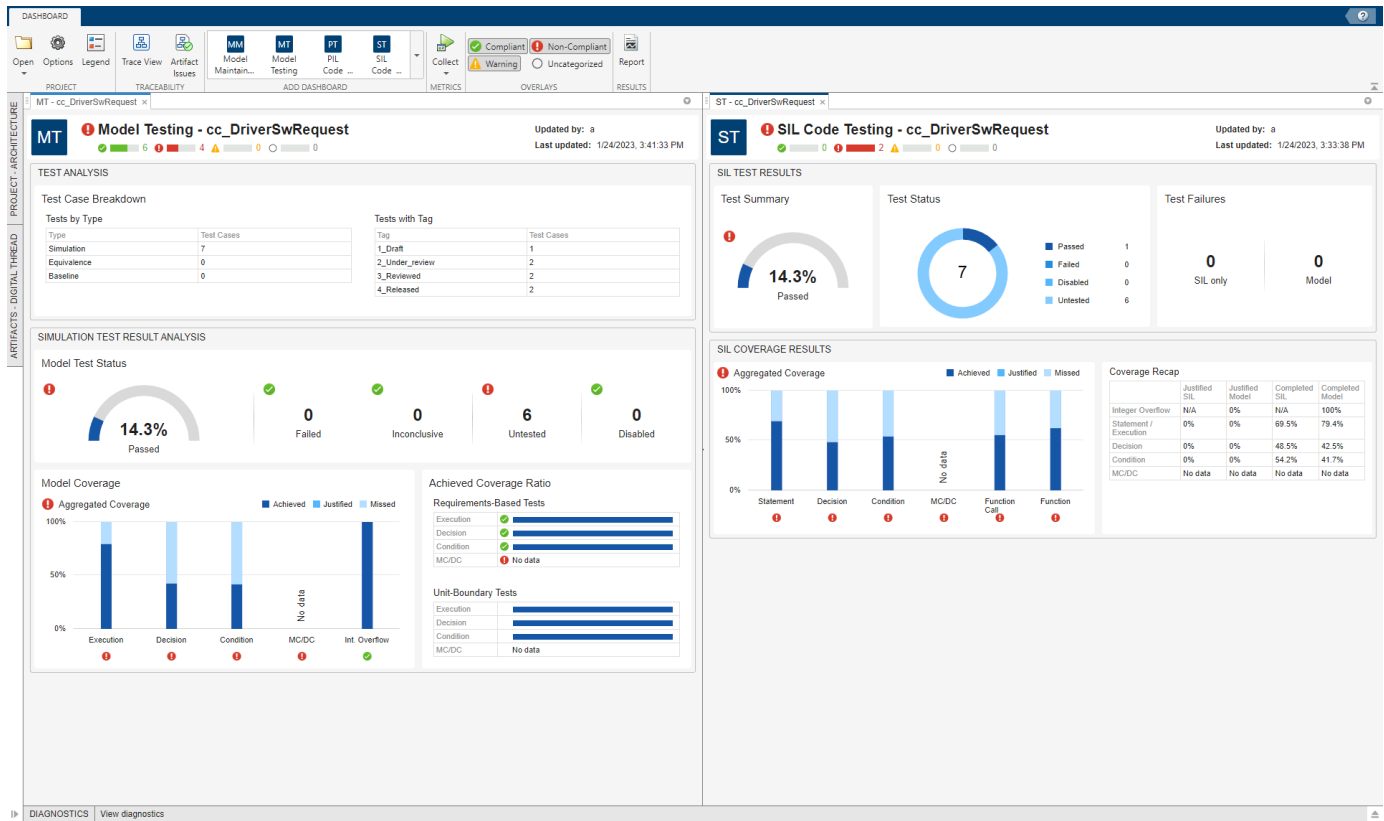 DASHBOARD
?
Open
Options
Legend
Trace View
Artifact
Issues
MM
Model
Maintain...
MT
Model
Testing
PT
PIL
Code ...
ST
SIL
Code ...
Collect
Compliant
Non-Compliant
Warning
Uncategorized
Report
PROJECT
TRACEABILITY
ADD DASHBOARD
METRICS
OVERLAYS
RESULTS
PROJECT - ARCHITECTURE
ARTIFACTS - DIGITAL THREAD
MT - cc_DriverSwRequest ×
MT
Model Testing - cc_DriverSwRequest
6 4 0 0
Updated by: a
Last updated: 1/24/2023, 3:41:33 PM
TEST ANALYSIS
Test Case Breakdown
Tests by Type
Type Test Cases
Simulation 7
Equivalence 0
Baseline 0
Tests with Tag
Tag Test Cases
1_Draft 1
2_Under_review 2
3_Reviewed 2
4_Released 2
SIMULATION TEST RESULT ANALYSIS
Model Test Status
14.3%
Passed
0
Failed
0
Inconclusive
6
Untested
0
Disabled
Model Coverage
Aggregated Coverage
Achieved Justified Missed
100%
50%
0%
No data
Execution Decision Condition MC/DC Int. Overflow
Achieved Coverage Ratio
Requirements-Based Tests
Execution
Decision
Condition
MC/DC No data
Unit-Boundary Tests
Execution
Decision
Condition
MC/DC No data
ST - cc_DriverSwRequest ×
ST
SIL Code Testing - cc_DriverSwRequest
0 2 0 0
Updated by: a
Last updated: 1/24/2023, 3:33:38 PM
SIL TEST RESULTS
Test Summary
14.3%
Passed
Test Status
7
Passed 1
Failed 0
Disabled 0
Untested 6
Test Failures
0
SIL only
0
Model
SIL COVERAGE RESULTS
Aggregated Coverage
Achieved Justified Missed
100%
50%
0%
No data
Statement Decision Condition MC/DC Function Call Function
Coverage Recap
Justified SIL Justified Model Completed SIL Completed Model
Integer Overflow N/A 0% N/A 100%
Statement / Execution 0% 0% 69.5% 79.4%
Decision 0% 0% 48.5% 42.5%
Condition 0% 0% 54.2% 41.7%
MC/DC No data No data No data No data
DIAGNOSTICS View diagnostics